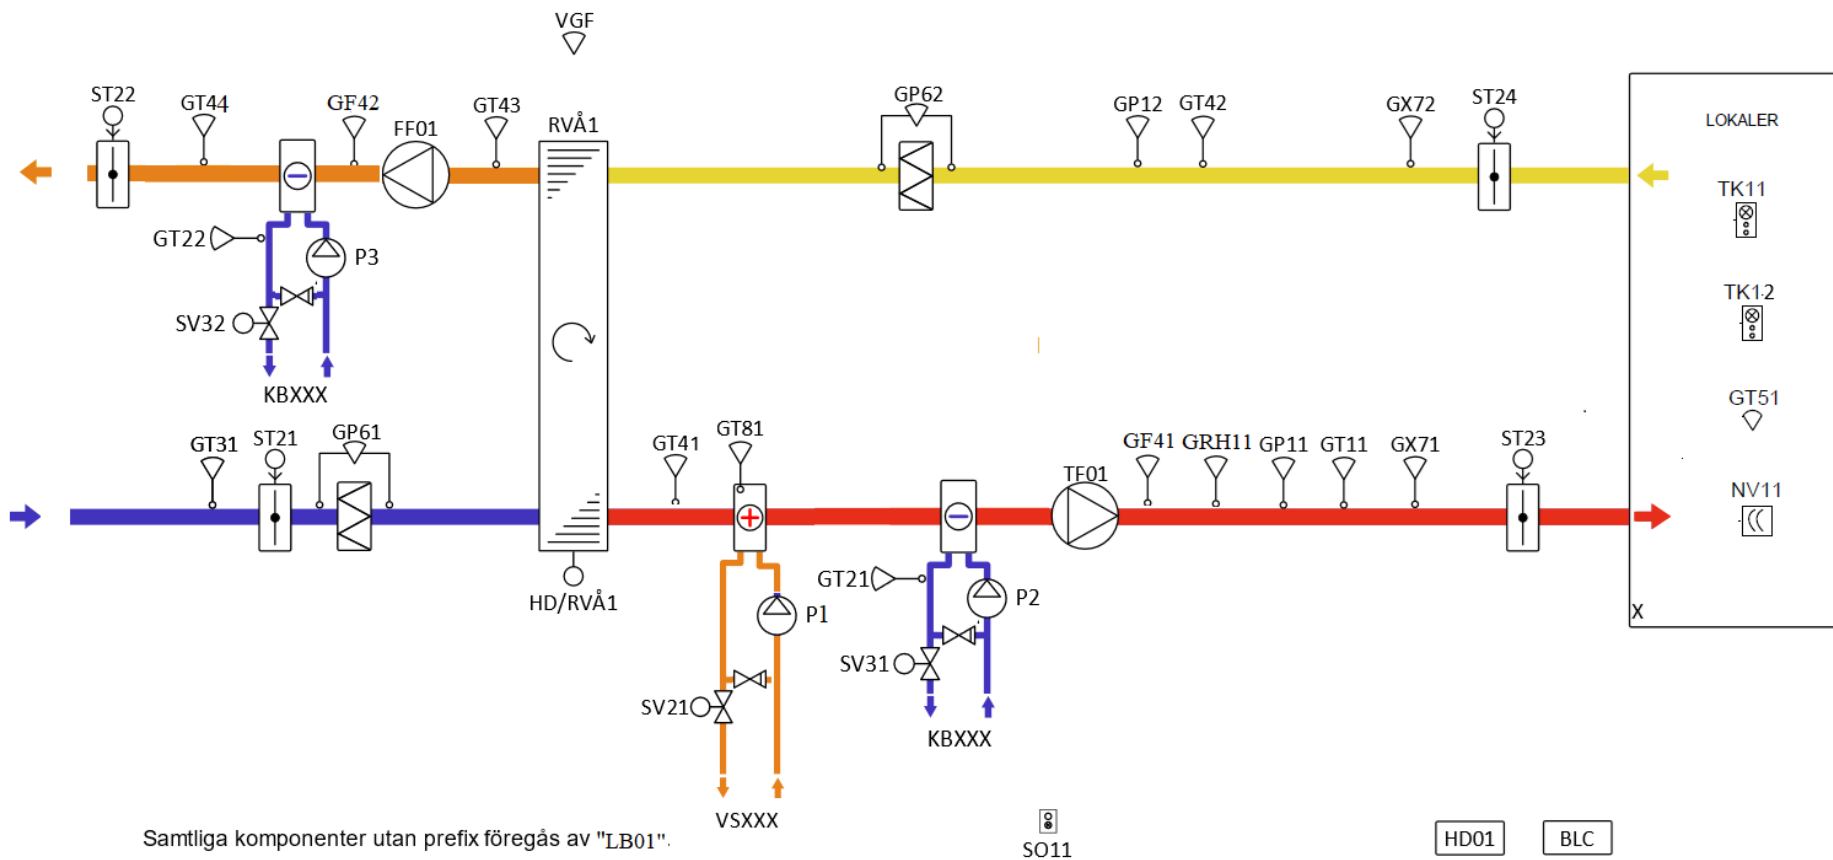 VGF
ST22
GT44
GF42
FF01
GT43
RVÅ1
GP62
GP12
GT42
GX72
ST24
LOKALER
TK11
GT22
P3
SV32
TK12
KBXXX
GT51
GT31
ST21
GP61
GT41
GT81
GF41
GRH11
GP11
GT11
GX71
ST23
TF01
NV11
HD/RVÅ1
GT21
P2
P1
X
SV31
SV21
KBXXX
VSXXX
Samtliga komponenter utan prefix föregås av "LB01".
SO11
HD01
BLC